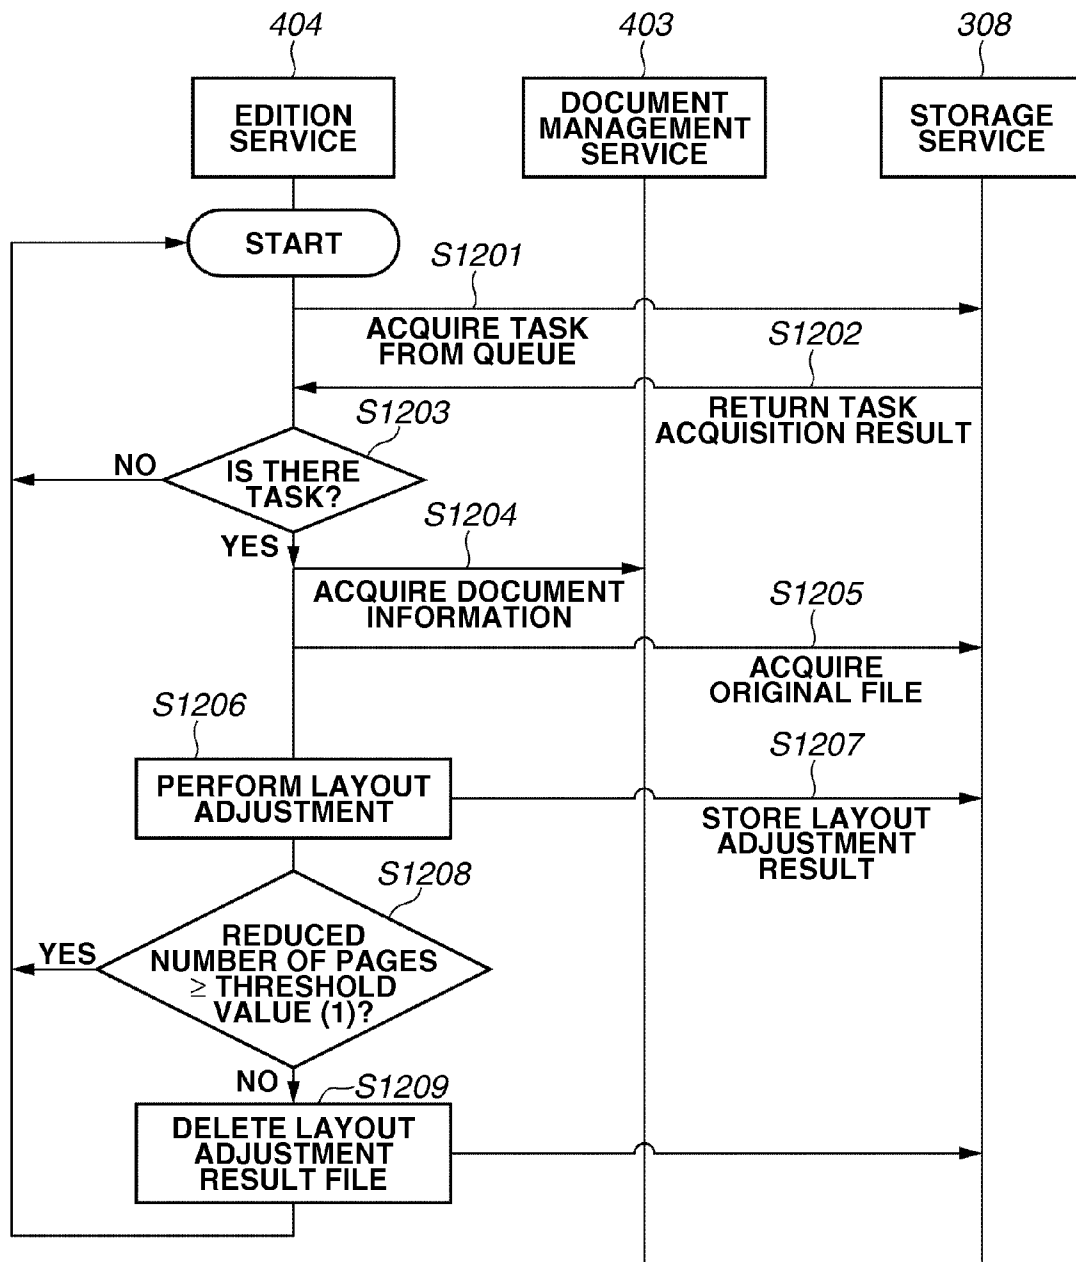 404
403
308
EDITION
SERVICE
DOCUMENT
MANAGEMENT
SERVICE
STORAGE
SERVICE
START
S1201
ACQUIRE TASK
FROM QUEUE
S1202
RETURN TASK
ACQUISITION RESULT
S1203
IS THERE
TASK?
NO
YES
S1204
ACQUIRE DOCUMENT
INFORMATION
S1205
ACQUIRE
ORIGINAL FILE
S1206
PERFORM LAYOUT
ADJUSTMENT
S1207
STORE LAYOUT
ADJUSTMENT
RESULT
S1208
REDUCED
NUMBER OF PAGES
≥ THRESHOLD
VALUE (1)?
YES
NO
S1209
DELETE LAYOUT
ADJUSTMENT
RESULT FILE